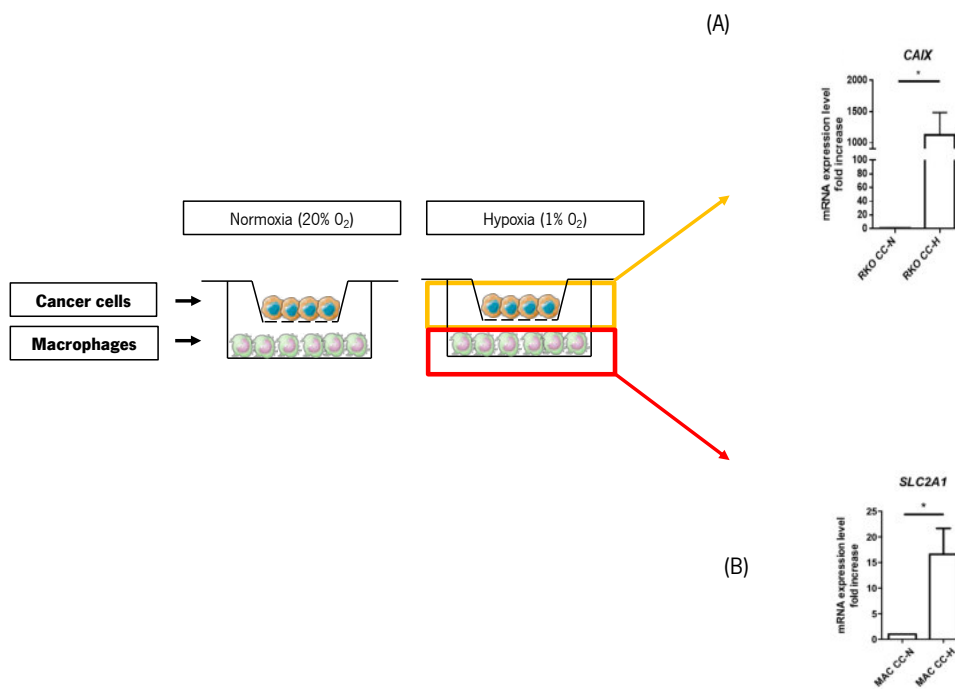 (A)
CAIX
*
mRNA expression level
fold increase
2000
1500
1000
100
80
60
40
20
0
RKO CC-N
RKO CC-H
Normoxia (20% O₂)
Hypoxia (1% O₂)
Cancer cells
Macrophages
(B)
SLC2A1
*
mRNA expression level
fold increase
25
20
15
10
5
0
MAC CC-N
MAC CC-H